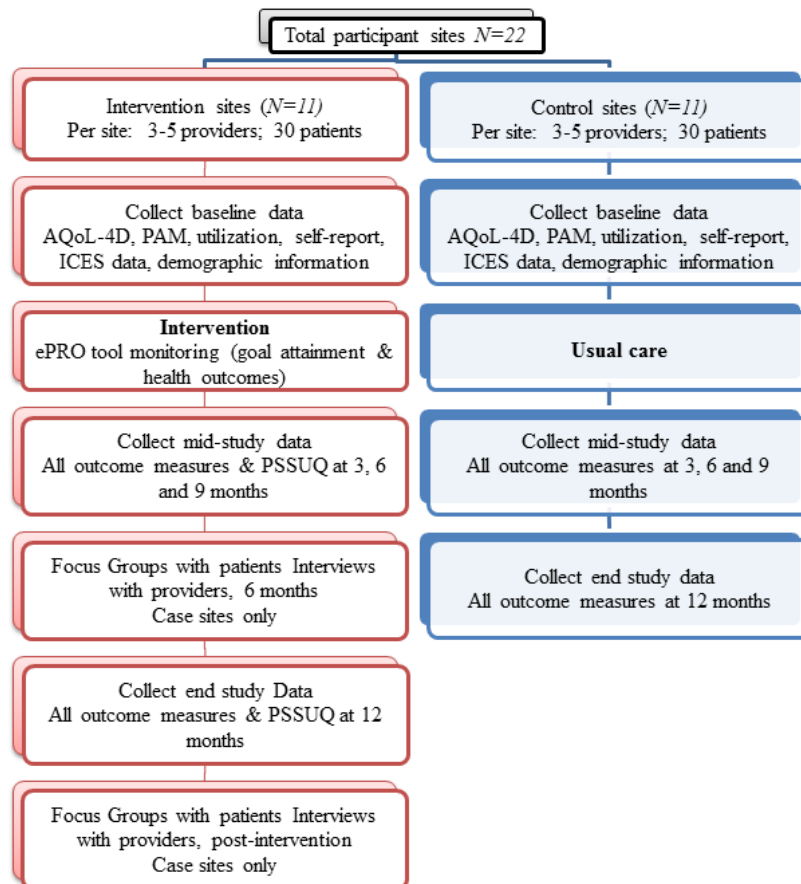 Total participant sites N=22
Intervention sites (N=11)
Per site: 3-5 providers; 30 patients
Collect baseline data
AQoL-4D, PAM, utilization, self-report,
ICES data, demographic information
Intervention
ePRO tool monitoring (goal attainment &
health outcomes)
Collect mid-study data
All outcome measures & PSSUQ at 3, 6
and 9 months
Focus Groups with patients Interviews
with providers, 6 months
Case sites only
Collect end study Data
All outcome measures & PSSUQ at 12
months
Focus Groups with patients Interviews
with providers, post-intervention
Case sites only
Control sites (N=11)
Per site: 3-5 providers; 30 patients
Collect baseline data
AQoL-4D, PAM, utilization, self-report,
ICES data, demographic information
Usual care
Collect mid-study data
All outcome measures at 3, 6 and 9
months
Collect end study data
All outcome measures at 12 months